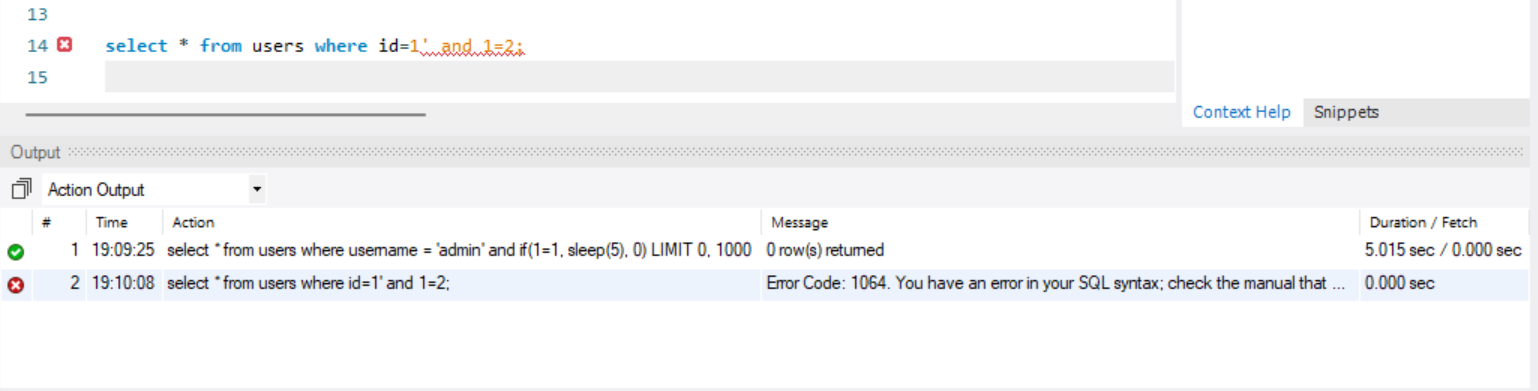 13
14 select * from users where id=1' and 1=2;
15
Context Help Snippets
Output
Action Output
# Time Action Message Duration / Fetch
1 19:09:25 select * from users where username = 'admin' and if(1=1, sleep(5), 0) LIMIT 0, 1000 0 row(s) returned 5.015 sec / 0.000 sec
2 19:10:08 select * from users where id=1' and 1=2; Error Code: 1064. You have an error in your SQL syntax; check the manual that ... 0.000 sec